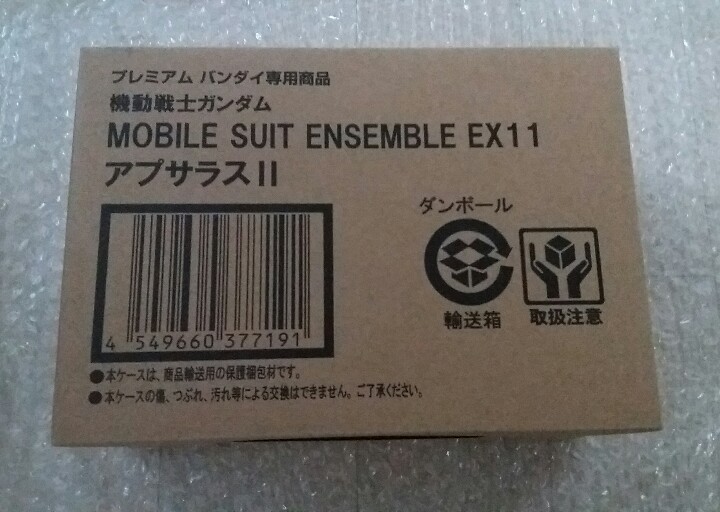 プレミアム バンダイ専用商品
機動戦士ガンダム
MOBILE SUIT ENSEMBLE EX11
アプサラスII
ダンボール
輸送箱
取扱注意
4 549660 377191
●本ケースは、商品輸送用の保護梱包材です。
●本ケースの傷、つぶれ、汚れ等による交換はできません。ご了承ください。